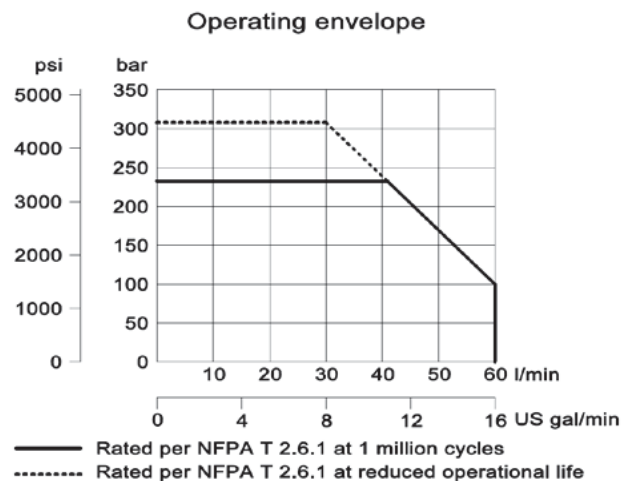 Operating envelope
psi bar
5000
4000
3000
2000
1000
0
350
300
250
200
150
100
50
0
10 20 30 40 50 60 l/min
0 4 8 12 16 US gal/min
Rated per NFPA T 2.6.1 at 1 million cycles
Rated per NFPA T 2.6.1 at reduced operational life